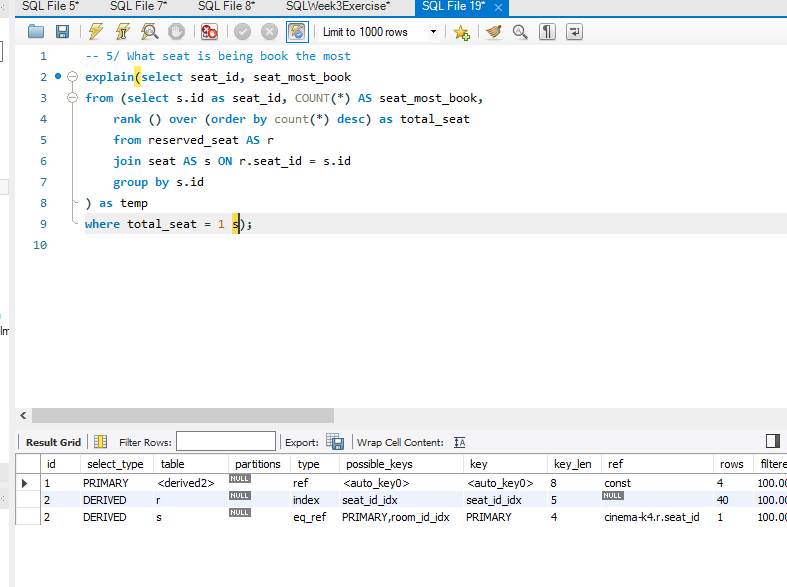 SQL File 5* SQL File 7* SQL File 8* SQLWeek3Exercise* SQL File 19* ×
Limit to 1000 rows
1 -- 5/ What seat is being book the most
2 explain(select seat_id, seat_most_book
3 from (select s.id as seat_id, COUNT(*) AS seat_most_book,
4 rank () over (order by count(*) desc) as total_seat
5 from reserved_seat AS r
6 join seat AS s ON r.seat_id = s.id
7 group by s.id
8 ) as temp
9 where total_seat = 1 s);
10
lm
Result Grid Filter Rows: Export: Wrap Cell Content: IA
id select_type table partitions type possible_keys key key_len ref rows filtere
1 PRIMARY <derived2> NULL ref <auto_key0> <auto_key0> 8 const 4 100.0
2 DERIVED r NULL index seat_id_idx seat_id_idx 5 NULL 40 100.0
2 DERIVED s NULL eq_ref PRIMARY,room_id_idx PRIMARY 4 cinema-k4.r.seat_id 1 100.0